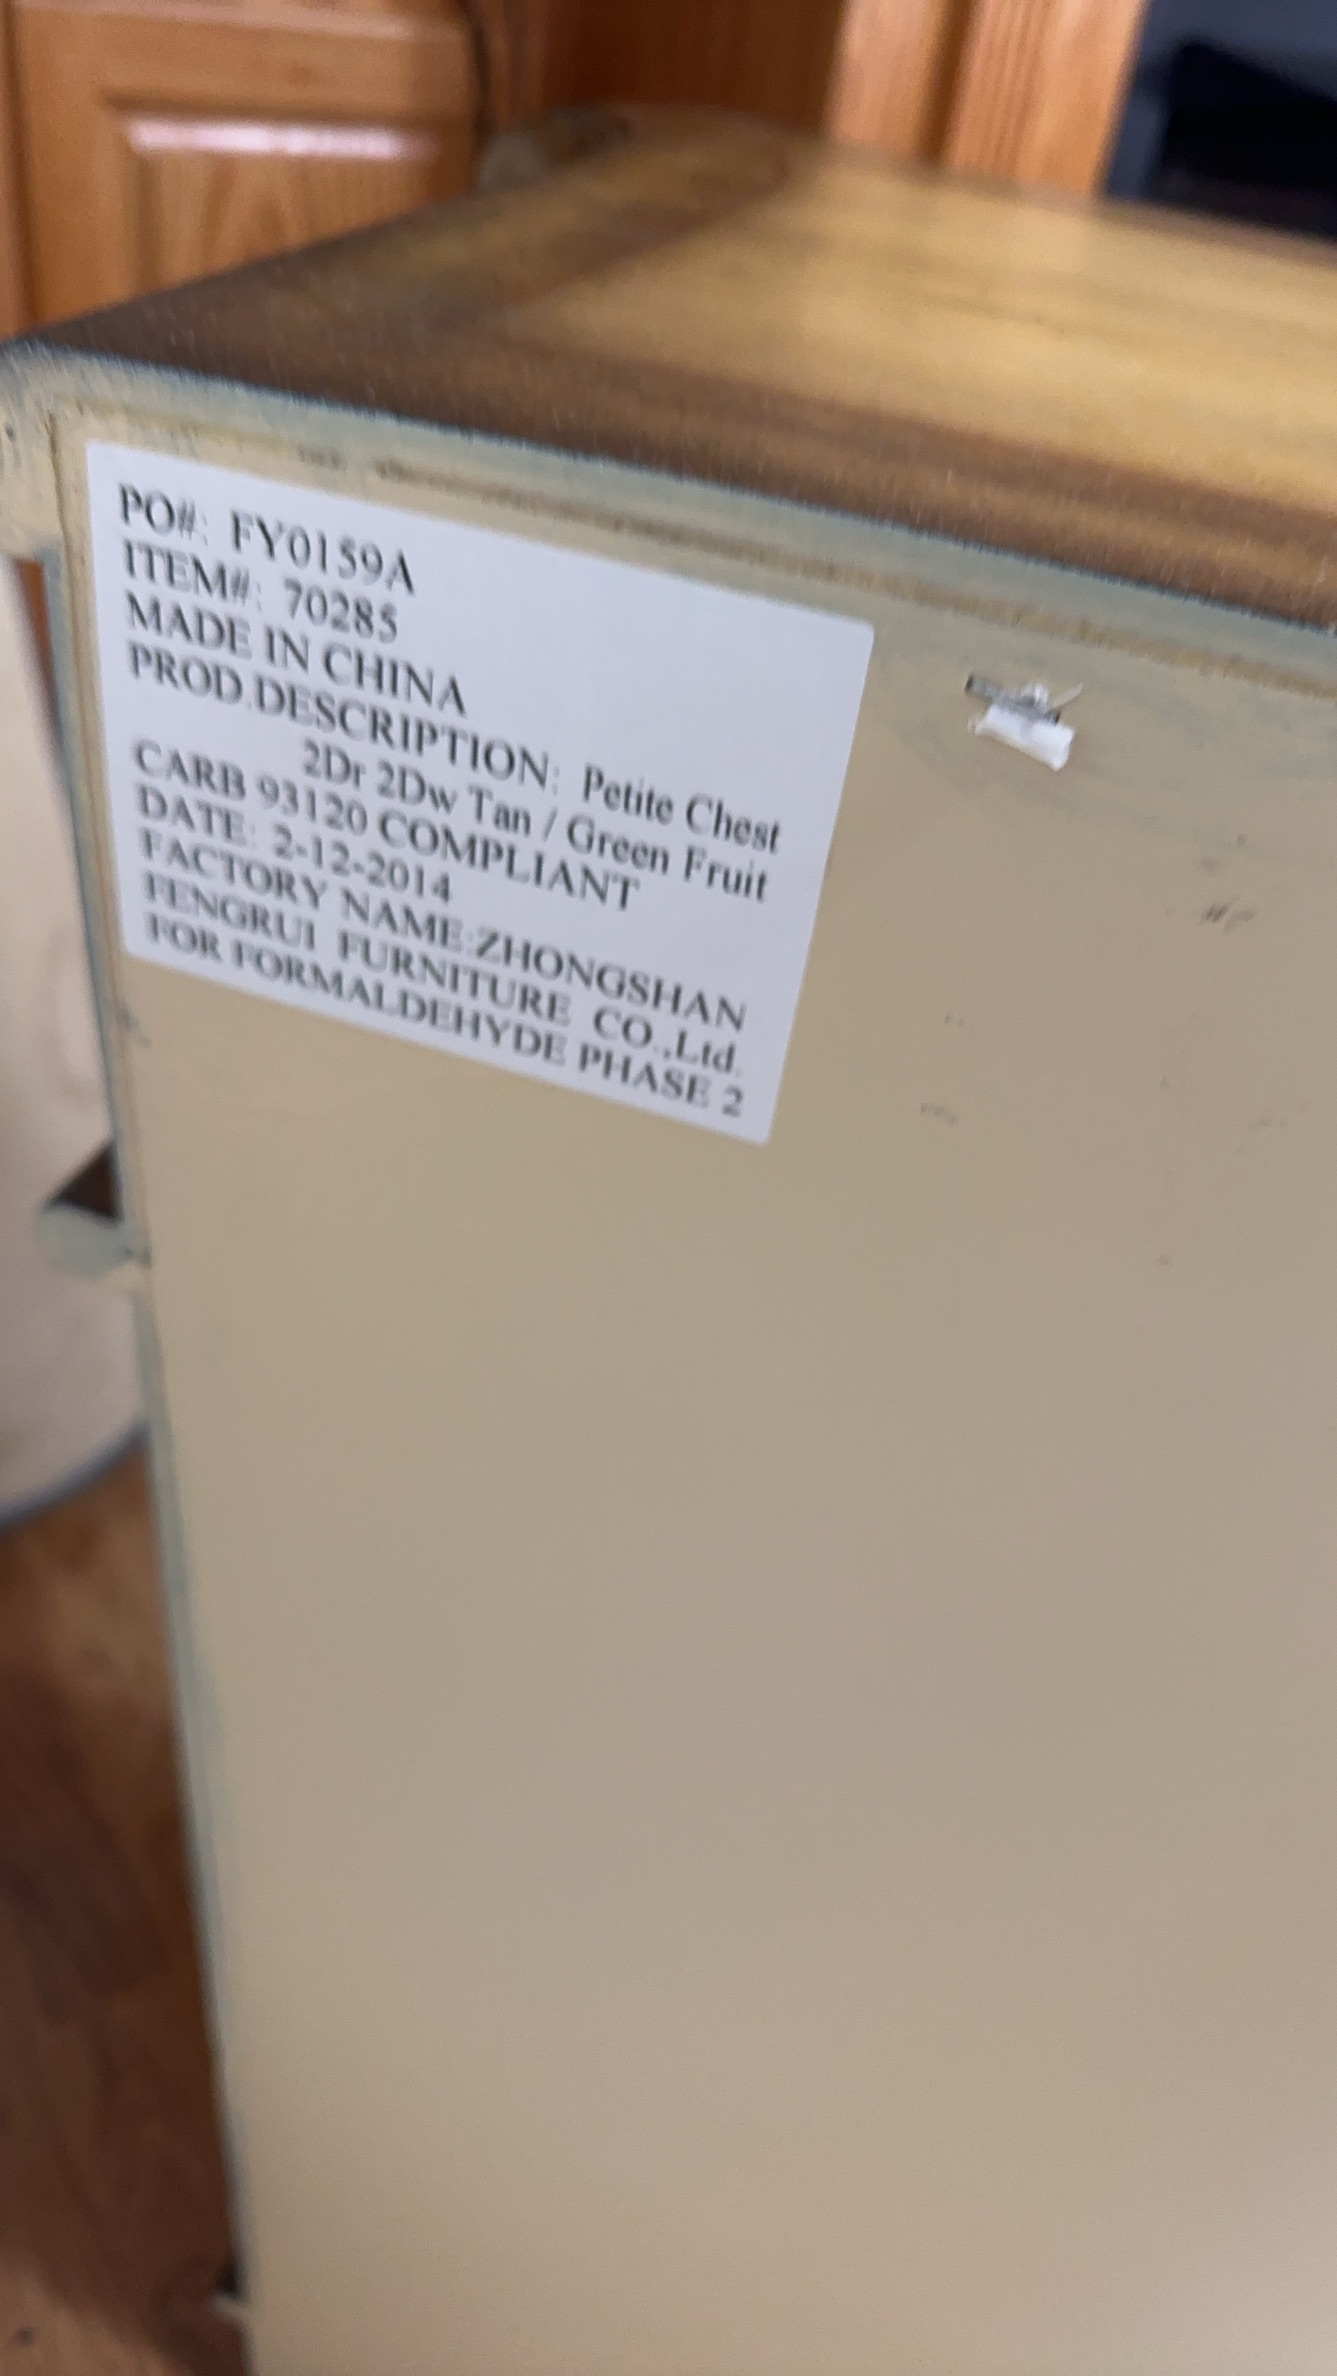 PO#: FY0159A
ITEM#: 70285
MADE IN CHINA
PROD.DESCRIPTION: Petite Chest
2Dr 2Dw Tan / Green Fruit
CARB 93120 COMPLIANT
DATE: 2-12-2014
FACTORY NAME:ZHONGSHAN
FENGRUI FURNITURE CO.,Ltd.
FOR FORMALDEHYDE PHASE 2